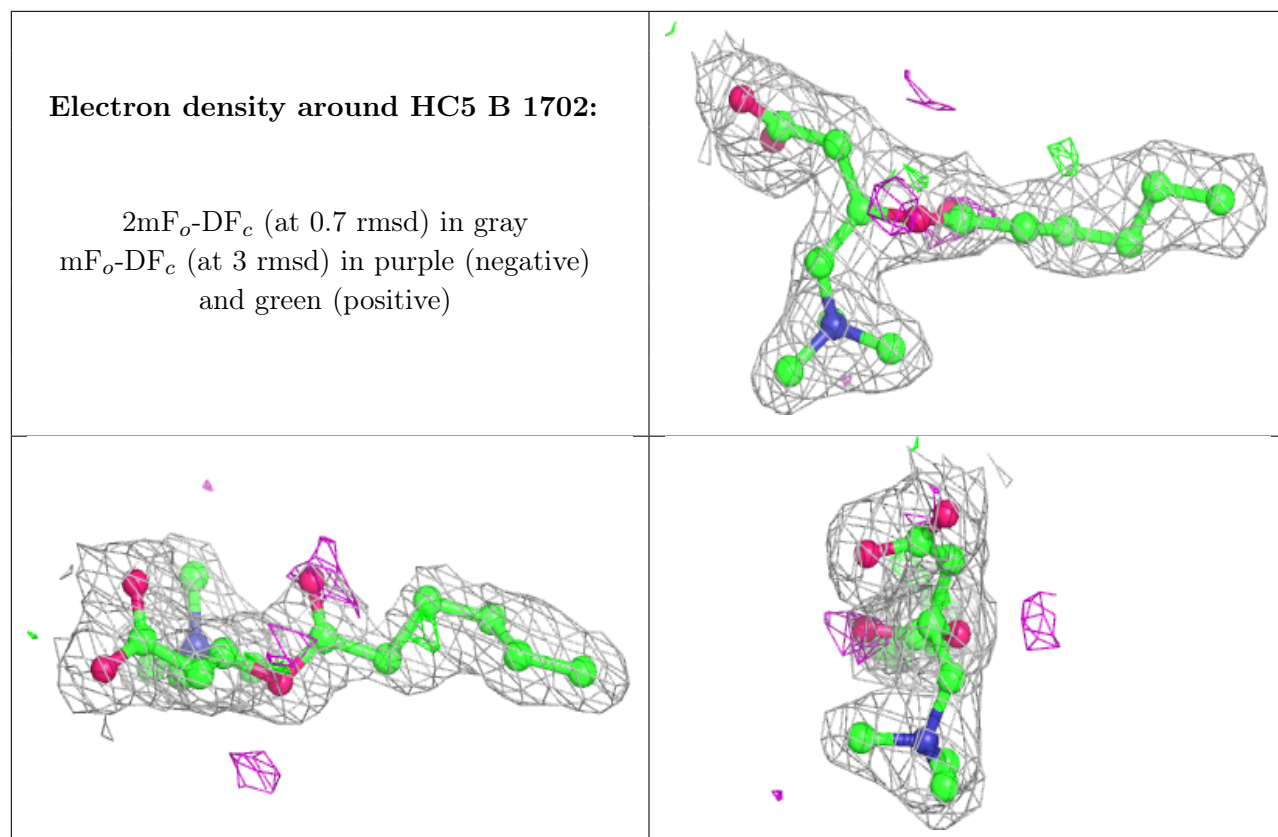 Electron density around HC5 B 1702:
2mFₒ-DF𝒸 (at 0.7 rmsd) in gray
mFₒ-DF𝒸 (at 3 rmsd) in purple (negative)
and green (positive)